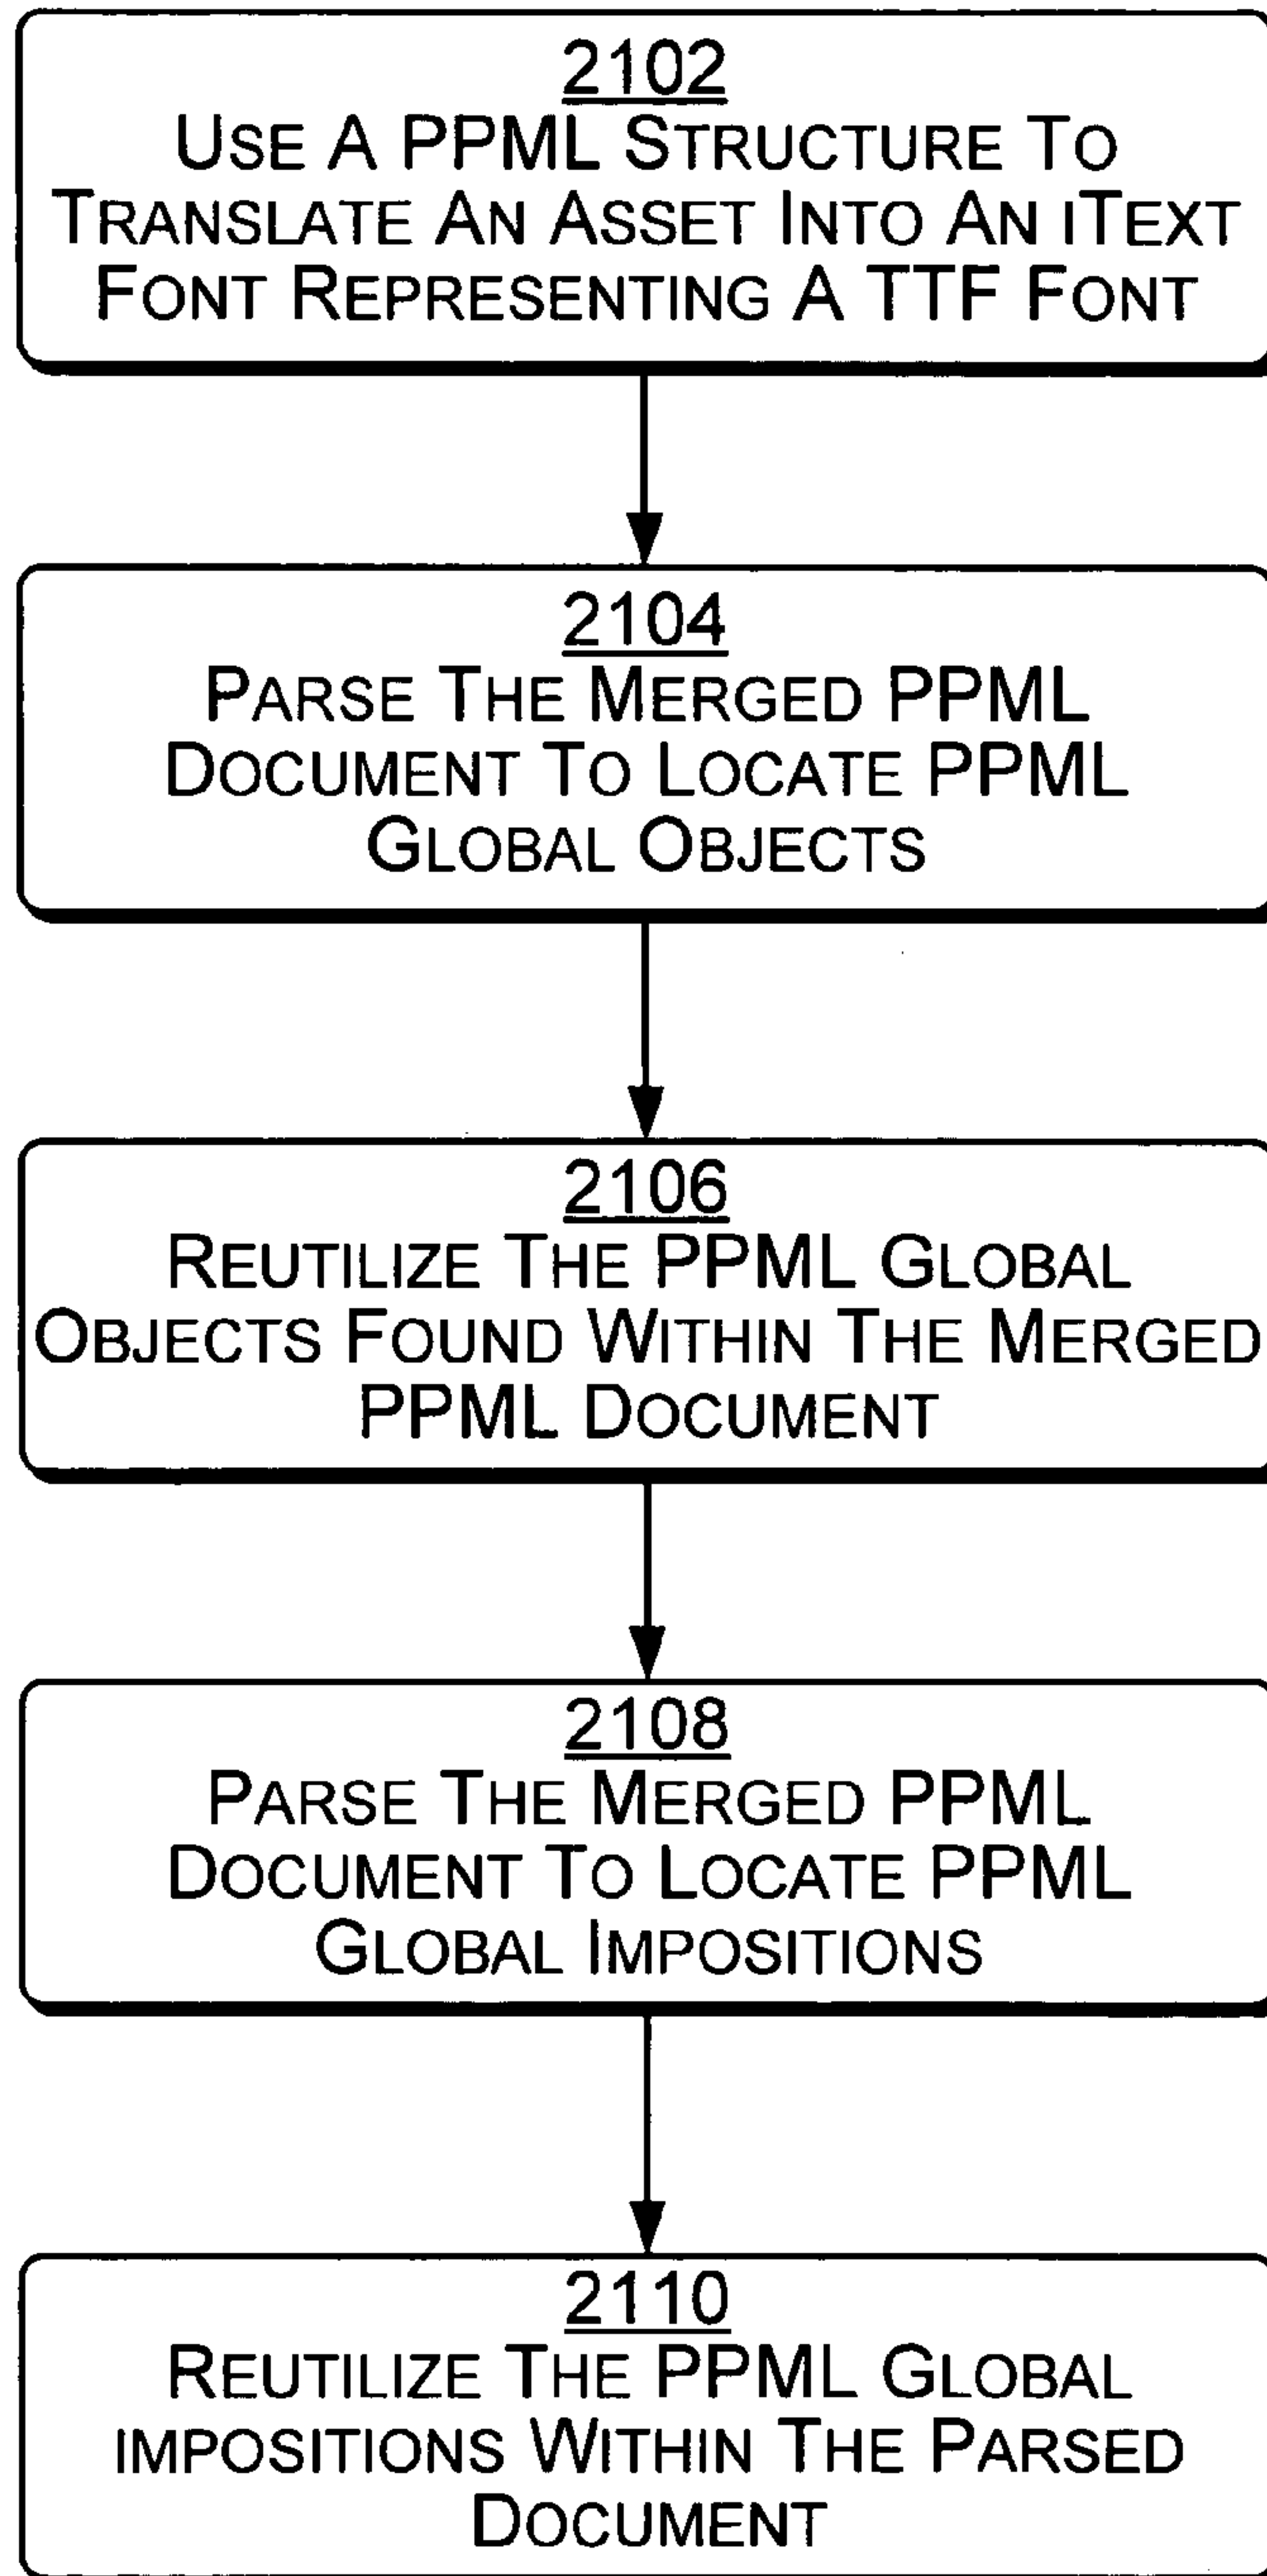 2102
USE A PPML STRUCTURE TO
TRANSLATE AN ASSET INTO AN ITEXT
FONT REPRESENTING A TTF FONT
2104
PARSE THE MERGED PPML
DOCUMENT TO LOCATE PPML
GLOBAL OBJECTS
2106
REUTILIZE THE PPML GLOBAL
OBJECTS FOUND WITHIN THE MERGED
PPML DOCUMENT
2108
PARSE THE MERGED PPML
DOCUMENT TO LOCATE PPML
GLOBAL IMPOSITIONS
2110
REUTILIZE THE PPML GLOBAL
IMPOSITIONS WITHIN THE PARSED
DOCUMENT